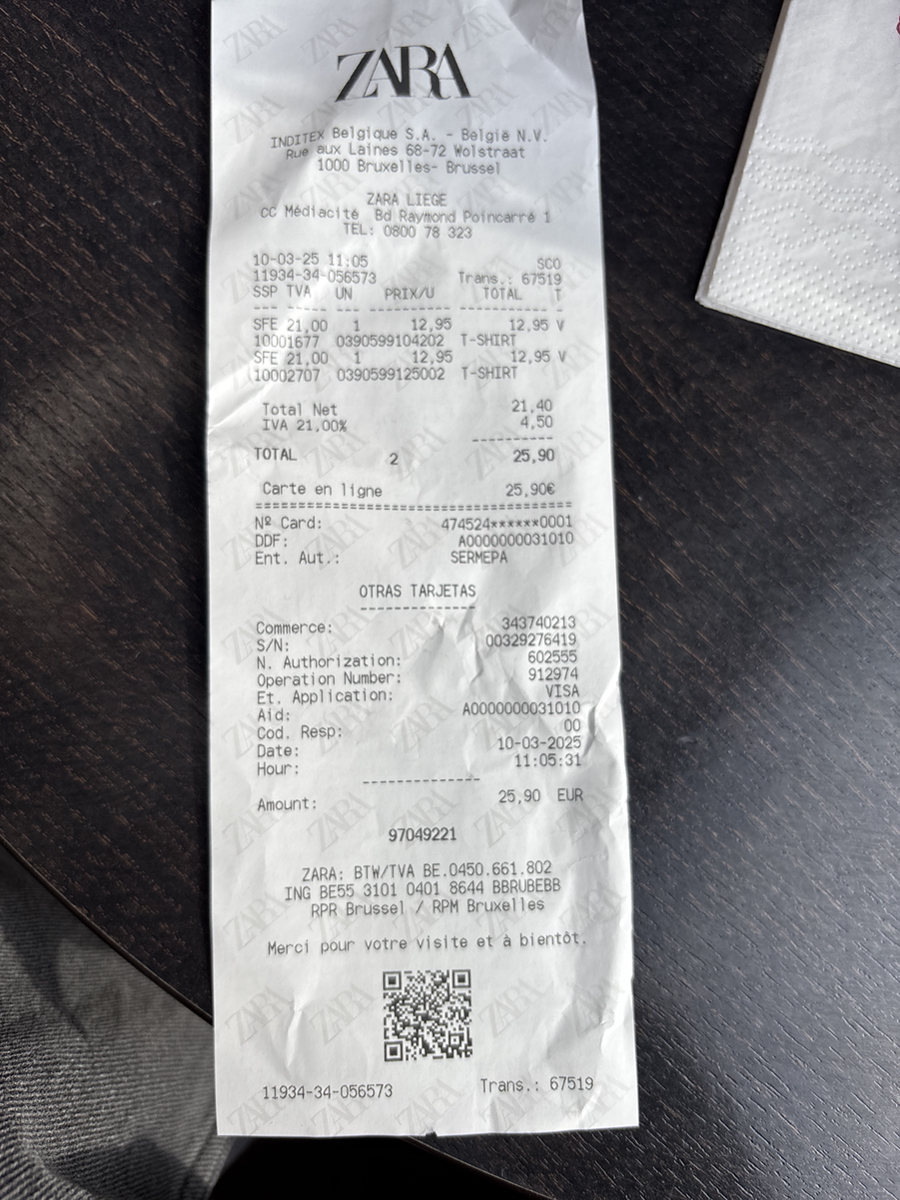 ZARA
INDITEX Belgique S.A. - België N.V.
Rue aux Laines 68-72 Wolstraat
1000 Bruxelles- Brussel
ZARA LIEGE
CC Médiacité Bd Raymond Poincarré 1
TEL: 0800 78 323
10-03-25 11:05 SCO
11934-34-056573 Trans.: 67519
SSP TVA UN PRIX/U TOTAL T
SFE 21,00 1 12,95 12,95 V
10001677 0390599104202 T-SHIRT
SFE 21,00 1 12,95 12,95 V
10002707 0390599125002 T-SHIRT
Total Net 21,40
IVA 21,00% 4,50
TOTAL 2 25,90
Carte en ligne 25,90€
Nº Card: 474524******0001
DDF: A0000000031010
Ent. Aut.: SERMEPA
OTRAS TARJETAS
Commerce: 343740213
S/N: 00329276419
N. Authorization: 602555
Operation Number: 912974
Et. Application: VISA
Aid: A0000000031010
Cod. Resp: 00
Date: 10-03-2025
Hour: 11:05:31
Amount: 25,90 EUR
97049221
ZARA: BTW/TVA BE.0450.661.802
ING BE55 3101 0401 8644 BBRUBEBB
RPR Brussel / RPM Bruxelles
Merci pour votre visite et à bientôt.
11934-34-056573 Trans.: 67519